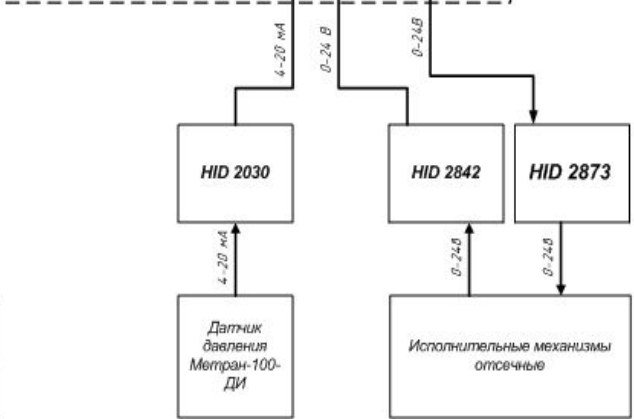 4-20 мА
0-24 В
0-24В
HID 2030
HID 2842
HID 2873
4-20 мА
0-24В
0-24В
Датчик
давления
Метран-100-
ДИ
Исполнительные механизмы
отсечные